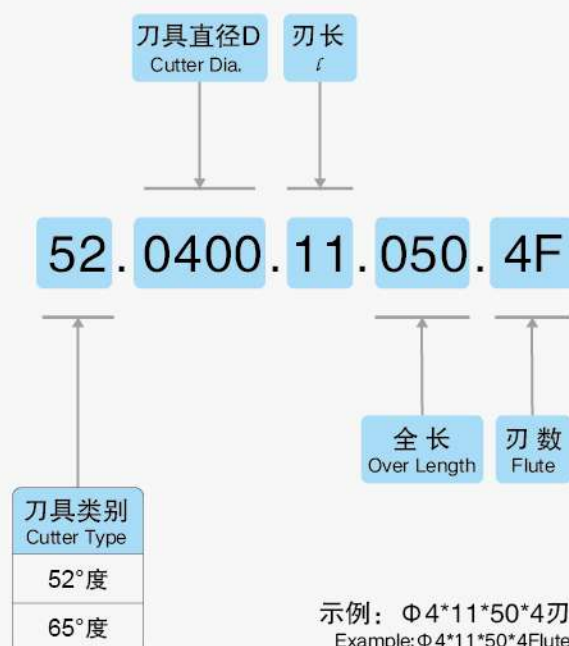 刀具直径D
Cutter Dia.
刃长
ℓ
52.0400.11.050.4F
全 长
Over Length
刃 数
Flute
刀具类别
Cutter Type
52°度
65°度
示例：Φ4*11*50*4刃
Example:Φ4*11*50*4Flute